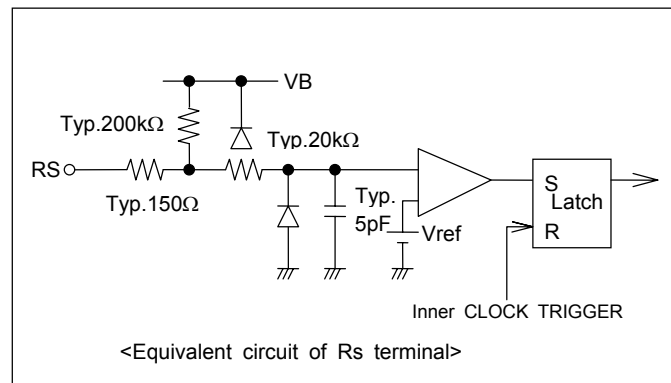 VB
Typ.200kΩ
Typ.20kΩ
RS
Typ.150Ω
Typ.
5pF
Vref
S
Latch
R
Inner CLOCK TRIGGER
<Equivalent circuit of Rs terminal>